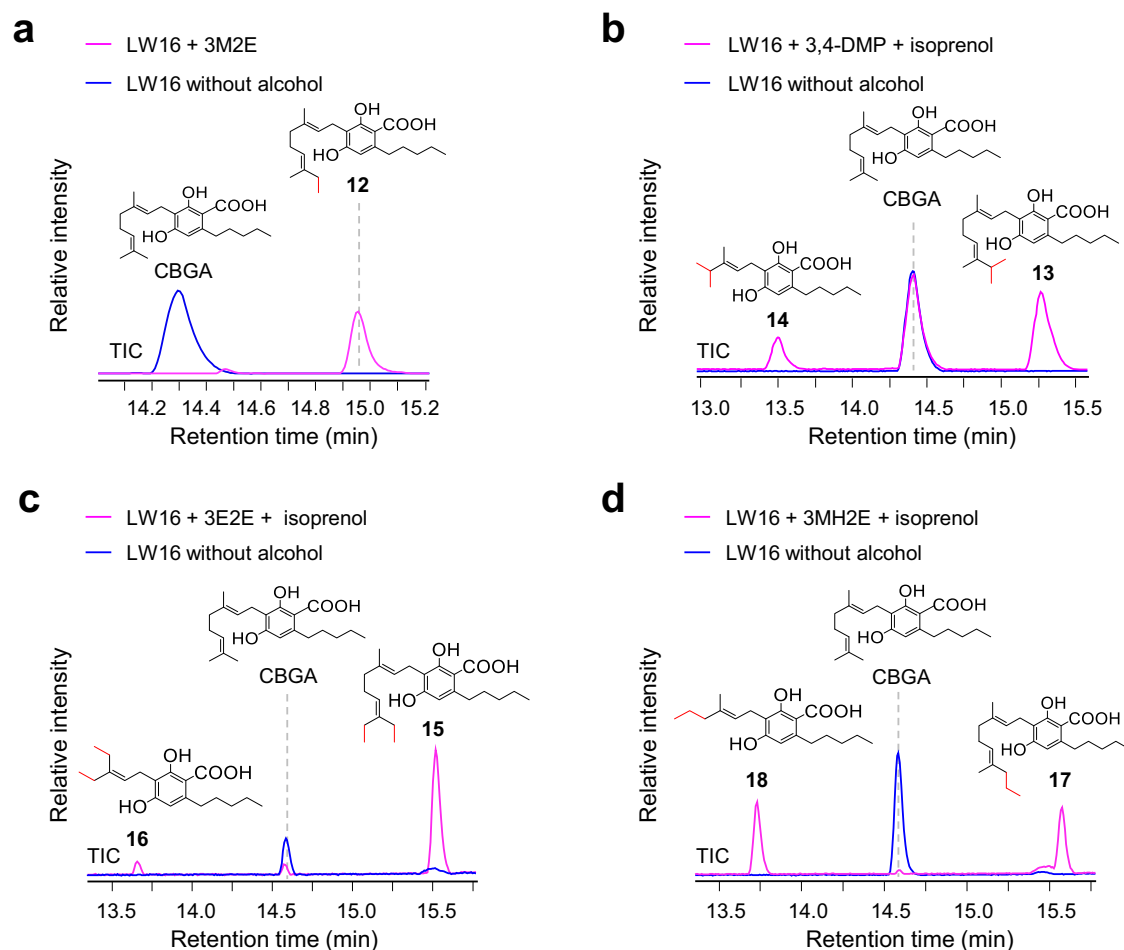 a
LW16 + 3M2E
LW16 without alcohol
OH
COOH
HO
12
OH
COOH
HO
CBGA
TIC
Relative intensity
14.2 14.4 14.6 14.8 15.0 15.2
Retention time (min)
b
LW16 + 3,4-DMP + isoprenol
LW16 without alcohol
OH
COOH
HO
CBGA
OH
COOH
HO
14
OH
COOH
HO
13
TIC
Relative intensity
13.0 13.5 14.0 14.5 15.0 15.5
Retention time (min)
c
LW16 + 3E2E + isoprenol
LW16 without alcohol
OH
COOH
HO
CBGA
OH
COOH
HO
15
OH
COOH
HO
16
TIC
Relative intensity
13.5 14.0 14.5 15.0 15.5
Retention time (min)
d
LW16 + 3MH2E + isoprenol
LW16 without alcohol
OH
COOH
HO
CBGA
OH
COOH
HO
18
OH
COOH
HO
17
TIC
Relative intensity
13.5 14.0 14.5 15.0 15.5
Retention time (min)